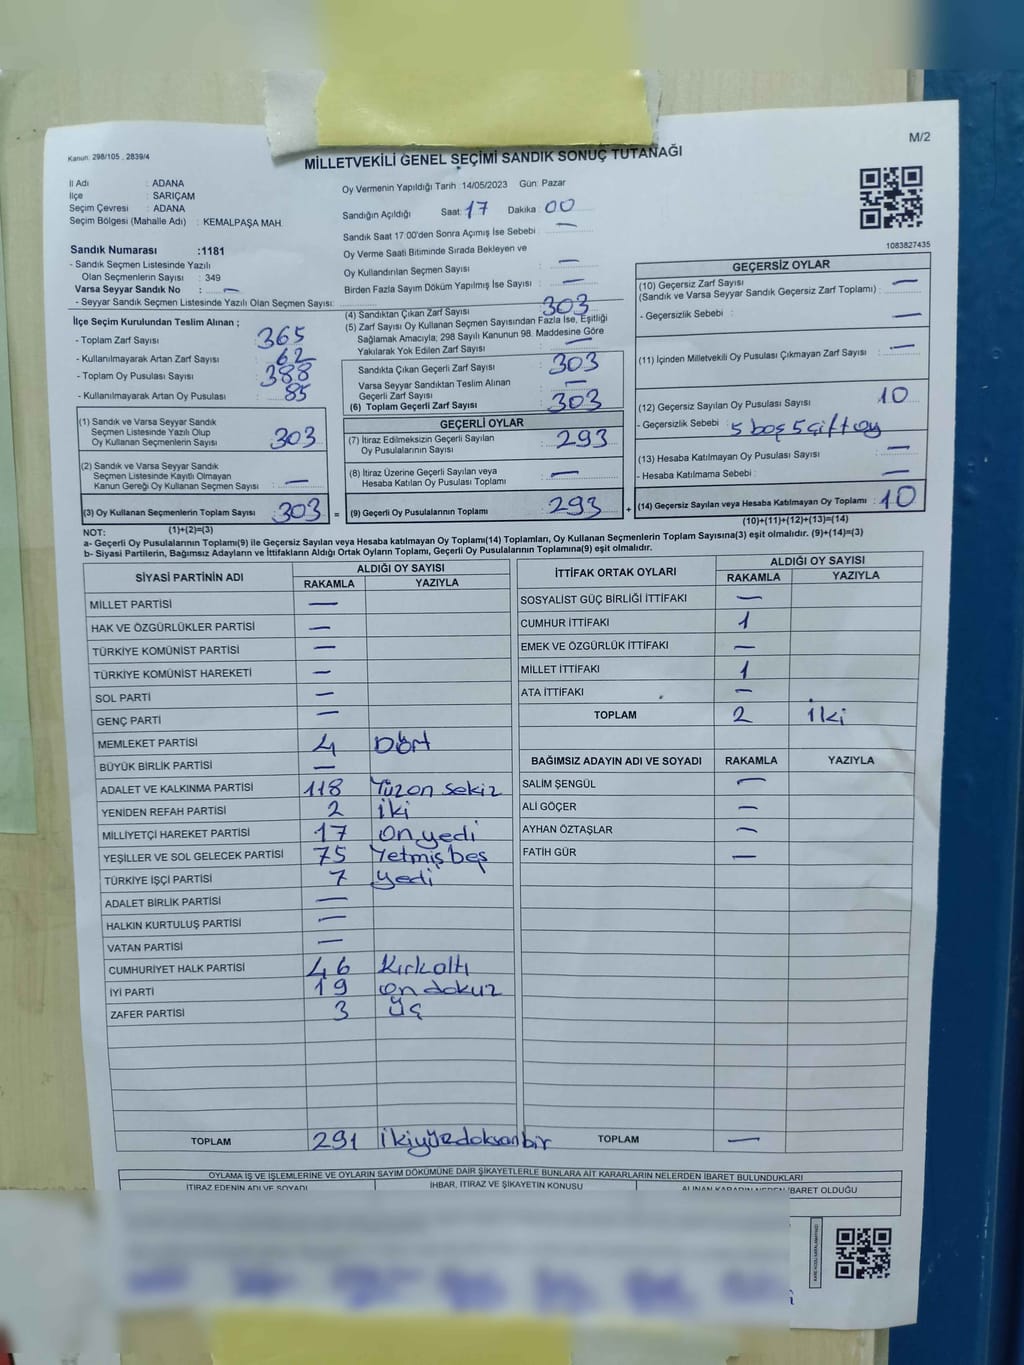 M/2
Kanun: 298/105 , 2839/4
MİLLETVEKİLİ GENEL SEÇİMİ SANDIK SONUÇ TUTANAĞI
İl Adı : ADANA
İlçe : SARIÇAM
Seçim Çevresi : ADANA
Seçim Bölgesi (Mahalle Adı) : KEMALPAŞA MAH.
Oy Vermenin Yapıldığı Tarih :14/05/2023 Gün: Pazar
Sandığın Açıldığı Saat: 17 Dakika : 00
Sandık Saat 17:00'den Sonra Açımış İse Sebebi : —
Oy Verme Saati Bitiminde Sırada Bekleyen ve
Oy Kullandırılan Seçmen Sayısı : —
Birden Fazla Sayım Döküm Yapılmış İse Sayısı : —
1083827435
Sandık Numarası :1181
- Sandık Seçmen Listesinde Yazılı
Olan Seçmenlerin Sayısı : 349
Varsa Seyyar Sandık No : —
- Seyyar Sandık Seçmen Listesinde Yazılı Olan Seçmen Sayısı:
İlçe Seçim Kurulundan Teslim Alınan ;
- Toplam Zarf Sayısı : 365
- Kullanılmayarak Artan Zarf Sayısı : 62
- Toplam Oy Pusulası Sayısı : 388
- Kullanılmayarak Artan Oy Pusulası : 85
(1) Sandık ve Varsa Seyyar Sandık
Seçmen Listesinde Yazılı Olup
Oy Kullanan Seçmenlerin Sayısı : 303
(2) Sandık ve Varsa Seyyar Sandık
Seçmen Listesinde Kayıtlı Olmayan
Kanun Gereği Oy Kullanan Seçmen Sayısı : —
(3) Oy Kullanan Seçmenlerin Toplam Sayısı : 303 =
(1)+(2)=(3)
(4) Sandıktan Çıkan Zarf Sayısı : 303
(5) Zarf Sayısı Oy Kullanan Seçmen Sayısından Fazla İse, Eşitliği
Sağlamak Amacıyla; 298 Sayılı Kanunun 98. Maddesine Göre
Yakılarak Yok Edilen Zarf Sayısı : —
Sandıkta Çıkan Geçerli Zarf Sayısı : 303
Varsa Seyyar Sandıktan Teslim Alınan
Geçerli Zarf Sayısı : —
(6) Toplam Geçerli Zarf Sayısı : 303
GEÇERLİ OYLAR
(7) İtiraz Edilmeksizin Geçerli Sayılan
Oy Pusulalarının Sayısı : 293
(8) İtiraz Üzerine Geçerli Sayılan veya
Hesaba Katılan Oy Pusulası Toplamı : —
(9) Geçerli Oy Pusulalarının Toplamı : 293 +
GEÇERSİZ OYLAR
(10) Geçersiz Zarf Sayısı
(Sandık ve Varsa Seyyar Sandık Geçersiz Zarf Toplamı) : —
- Geçersizlik Sebebi : —
(11) İçinden Milletvekili Oy Pusulası Çıkmayan Zarf Sayısı : —
(12) Geçersiz Sayılan Oy Pusulası Sayısı : 10
- Geçersizlik Sebebi : 5 boş 5 çift oy
(13) Hesaba Katılmayan Oy Pusulası Sayısı : —
- Hesaba Katılmama Sebebi : —
(14) Geçersiz Sayılan veya Hesaba Katılmayan Oy Toplamı : 10
(10)+(11)+(12)+(13)=(14)
NOT:
a- Geçerli Oy Pusulalarının Toplamı(9) ile Geçersiz Sayılan veya Hesaba katılmayan Oy Toplamı(14) Toplamları, Oy Kullanan Seçmenlerin Toplam Sayısına(3) eşit olmalıdır. (9)+(14)=(3)
b- Siyasi Partilerin, Bağımsız Adayların ve İttifakların Aldığı Ortak Oyların Toplamı, Geçerli Oy Pusulalarının Toplamına(9) eşit olmalıdır.
SİYASİ PARTİNİN ADI ALDIĞI OY SAYISI
RAKAMLA YAZIYLA
MİLLET PARTİSİ —
HAK VE ÖZGÜRLÜKLER PARTİSİ —
TÜRKİYE KOMÜNİST PARTİSİ —
TÜRKİYE KOMÜNİST HAREKETİ —
SOL PARTİ —
GENÇ PARTİ —
MEMLEKET PARTİSİ 4 Dört
BÜYÜK BİRLİK PARTİSİ —
ADALET VE KALKINMA PARTİSİ 118 Yüzon sekiz
YENİDEN REFAH PARTİSİ 2 iki
MİLLİYETÇİ HAREKET PARTİSİ 17 on yedi
YEŞİLLER VE SOL GELECEK PARTİSİ 75 Yetmiş beş
TÜRKİYE İŞÇİ PARTİSİ 7 yedi
ADALET BİRLİK PARTİSİ —
HALKIN KURTULUŞ PARTİSİ —
VATAN PARTİSİ —
CUMHURİYET HALK PARTİSİ 46 Kırkaltı
İYİ PARTİ 19 on dokuz
ZAFER PARTİSİ 3 üç
TOPLAM 291 ikiyüzdoksanbir
İTTİFAK ORTAK OYLARI ALDIĞI OY SAYISI
RAKAMLA YAZIYLA
SOSYALİST GÜÇ BİRLİĞİ İTTİFAKI —
CUMHUR İTTİFAKI 1
EMEK VE ÖZGÜRLÜK İTTİFAKI —
MİLLET İTTİFAKI 1
ATA İTTİFAKI —
TOPLAM 2 iki
BAĞIMSIZ ADAYIN ADI VE SOYADI RAKAMLA YAZIYLA
SALİM ŞENGÜL —
ALİ GÖÇER —
AYHAN ÖZTAŞLAR —
FATİH GÜR —
TOPLAM —
OYLAMA İŞ VE İŞLEMLERİNE VE OYLARIN SAYIM DÖKÜMÜNE DAİR ŞİKAYETLERLE BUNLARA AİT KARARLARIN NELERDEN İBARET BULUNDUKLARI
İTİRAZ EDENİN ADI VE SOYADI İHBAR, İTİRAZ VE ŞİKAYETİN KONUSU ALINAN KARARIN NEDEN İBARET OLDUĞU